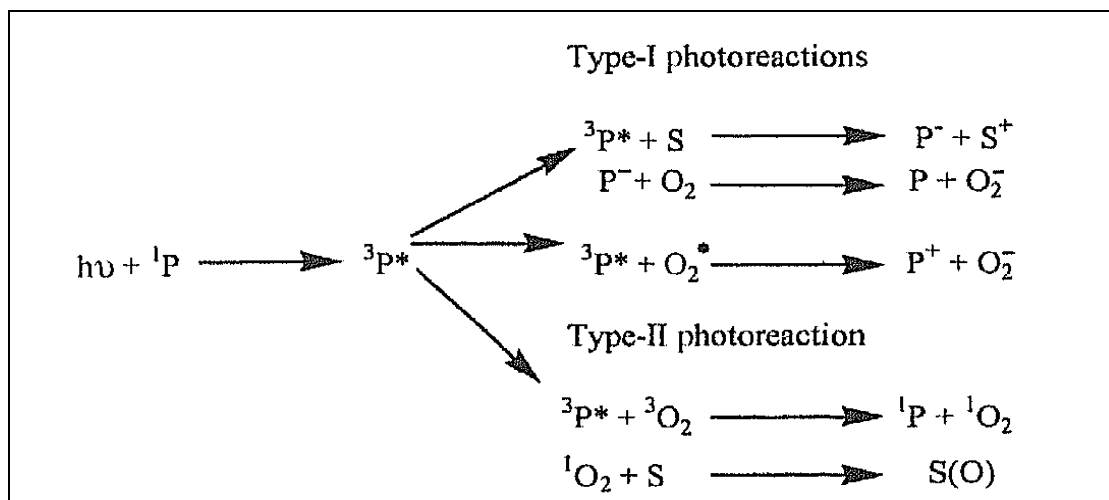 Type-I photoreactions
³P* + S ⟶ P⁻ + S⁺
P⁻ + O₂ ⟶ P + O₂⁻
hυ + ¹P ⟶ ³P* ³P* + O₂• ⟶ P⁺ + O₂⁻
Type-II photoreaction
³P* + ³O₂ ⟶ ¹P + ¹O₂
¹O₂ + S ⟶ S(O)